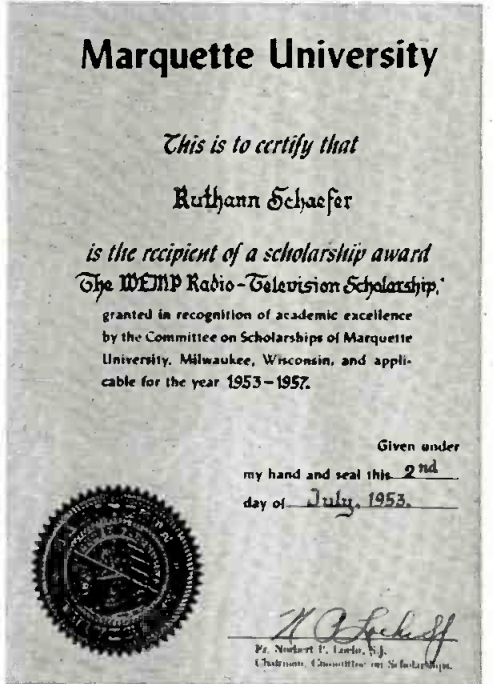 Marquette University
This is to certify that
Ruthann Schaefer
is the recipient of a scholarship award
The WEMP Radio-Television Scholarship,
granted in recognition of academic excellence
by the Committee on Scholarships of Marquette
University, Milwaukee, Wisconsin, and appli-
cable for the year 1953-1957.
Given under
my hand and seal this 2nd
day of July, 1953.
Norbert S.J.
Chairman, Committee on Scholarships.